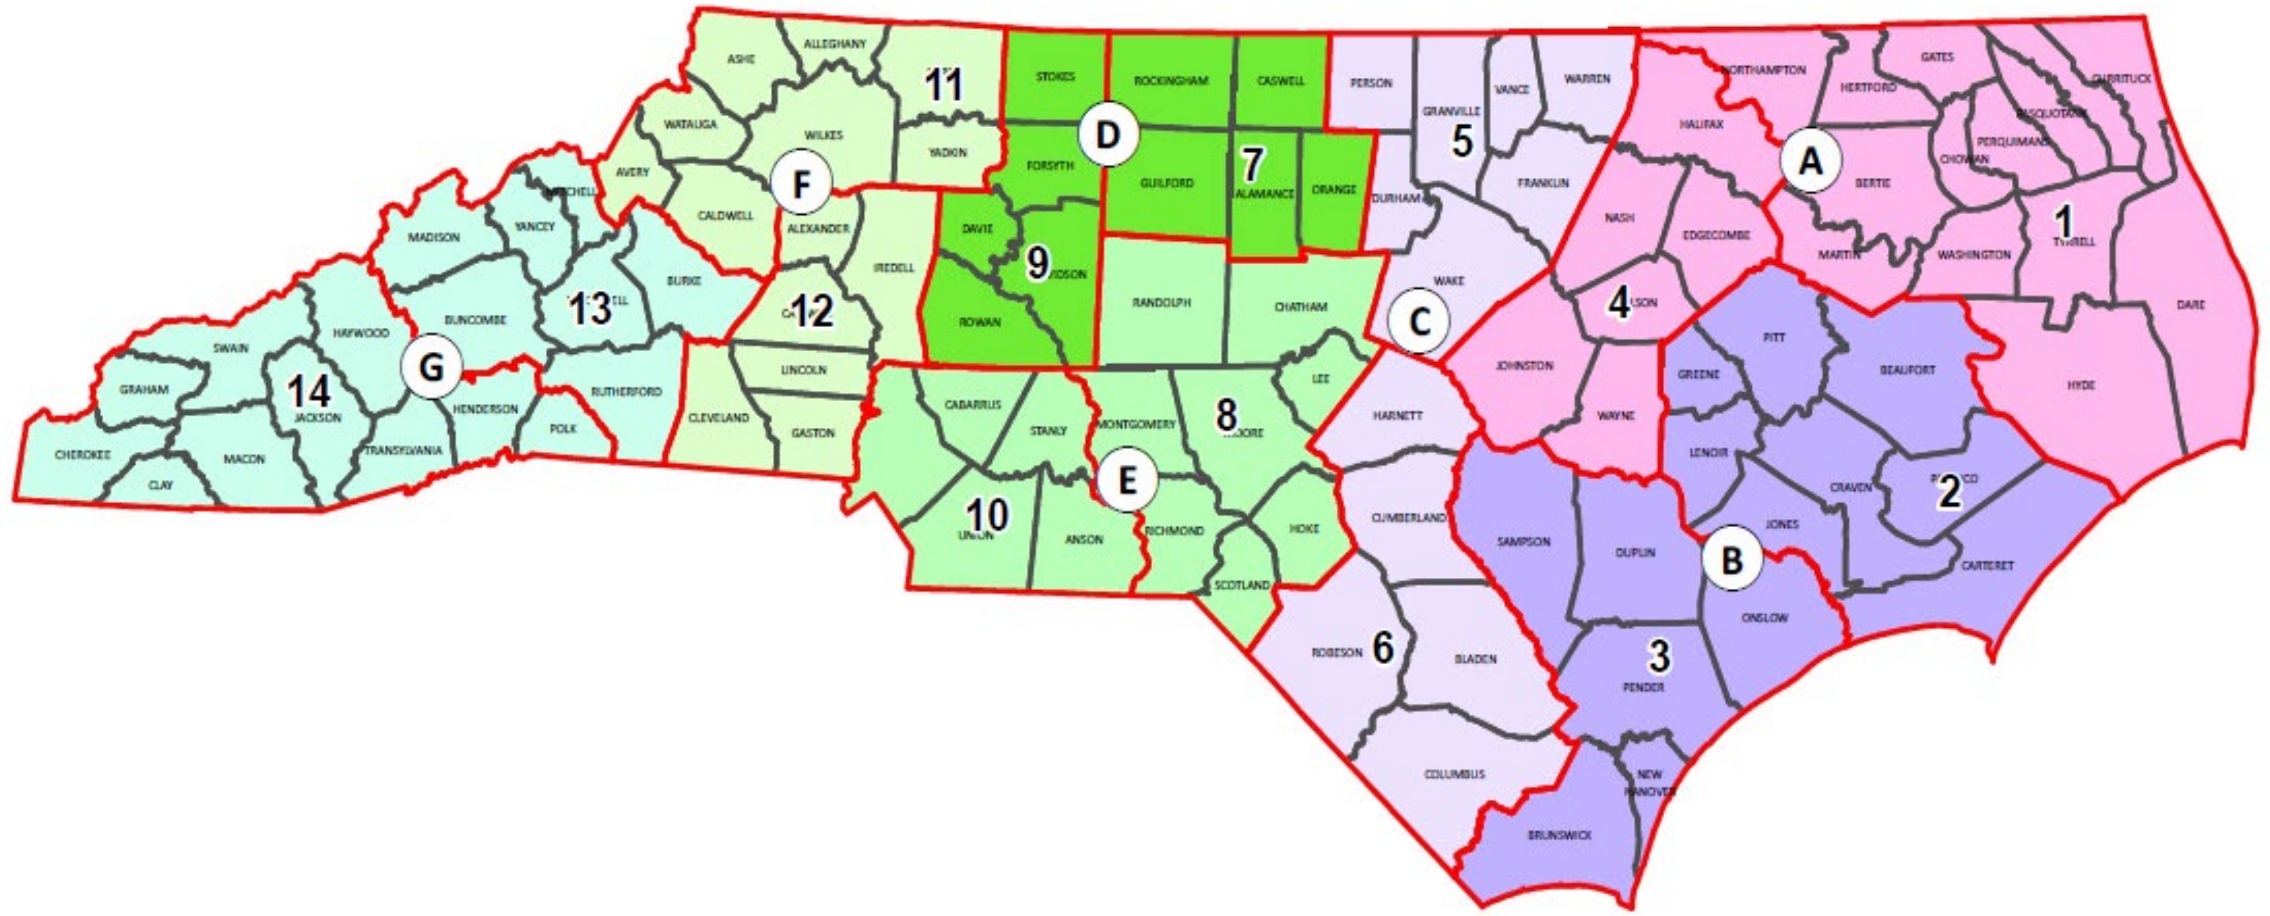 ASHE
ALLEGHANY
11
STOKES
ROCKINGHAM
CASWELL
PERSON
GRANVILLE
VANCE
WARREN
NORTHAMPTON
HERTFORD
GATES
CURRITUCK
WATAUGA
WILKES
YADKIN
D
5
HALIFAX
PASQUOTANK
PERQUIMANS
CHOWAN
A
BERTIE
AVERY
F
FORSYTH
GUILFORD
7
ALAMANCE
ORANGE
DURHAM
FRANKLIN
MITCHELL
YANCEY
MADISON
CALDWELL
ALEXANDER
DAVIE
NASH
EDGECOMBE
MARTIN
WASHINGTON
1
BURKE
IREDELL
9
WAKE
13
12
ROWAN
RANDOLPH
CHATHAM
C
4
DARE
HAYWOOD
BUNCOMBE
SWAIN
GRAHAM
G
14
JACKSON
HENDERSON
RUTHERFORD
POLK
CLEVELAND
LINCOLN
GASTON
CABARRUS
STANLY
MONTGOMERY
8
LEE
HARNETT
JOHNSTON
WAYNE
GREENE
PITT
BEAUFORT
HYDE
CHEROKEE
CLAY
MACON
TRANSYLVANIA
E
10
ANSON
RICHMOND
HOKE
SCOTLAND
CUMBERLAND
SAMPSON
DUPLIN
LENOIR
CRAVEN
2
JONES
B
CARTERET
ONSLOW
ROBESON
6
BLADEN
3
PENDER
COLUMBUS
NEW
HANOVER
BRUNSWICK